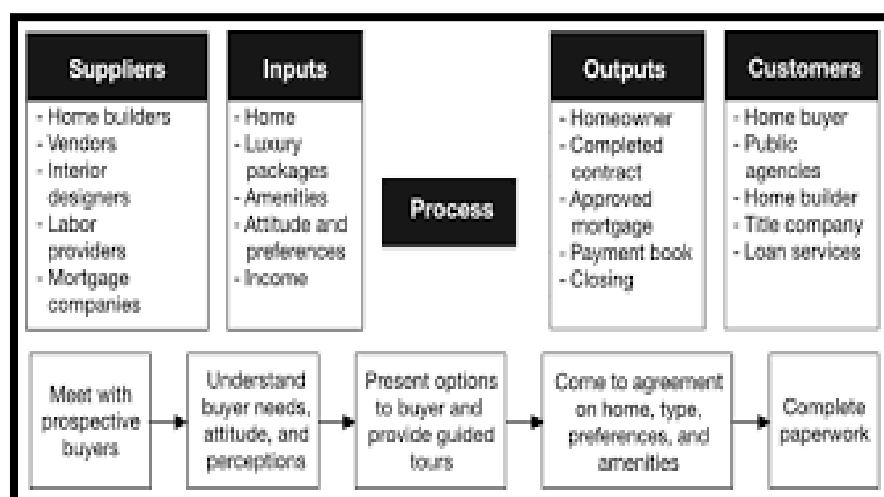 Suppliers
- Home builders
- Vendors
- Interior
designers
- Labor
providers
- Mortgage
companies
Inputs
- Home
- Luxury
packages
- Amenities
- Attitude and
preferences
- Income
Process
Outputs
- Homeowner
- Completed
contract
- Approved
mortgage
- Payment book
- Closing
Customers
- Home buyer
- Public
agencies
- Home builder
- Title company
- Loan services
Meet with
prospective
buyers
Understand
buyer needs,
attitude, and
perceptions
Present options
to buyer and
provide guided
tours
Come to agreement
on home, type,
preferences, and
amenities
Complete
paperwork